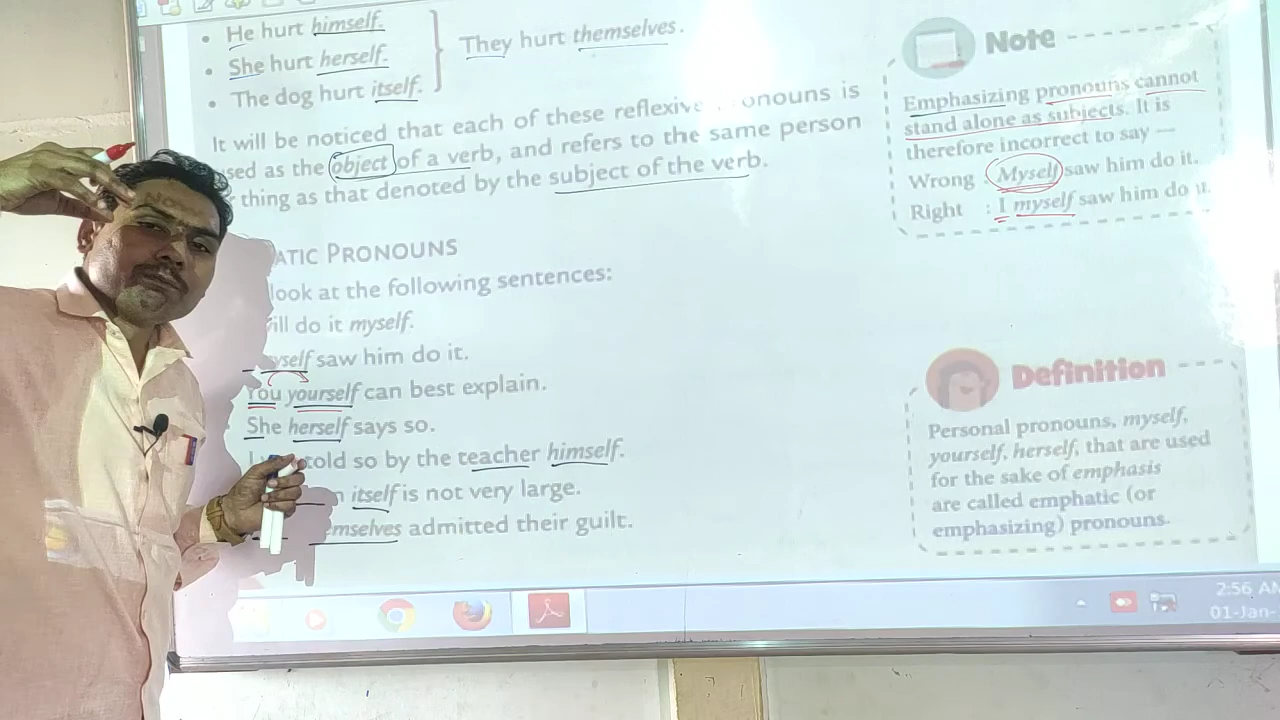 • He hurt himself.
• She hurt herself.
• The dog hurt itself.
They hurt themselves.
It will be noticed that each of these reflexive onouns is
sed as the object of a verb, and refers to the same person
thing as that denoted by the subject of the verb.
ATIC PRONOUNS
look at the following sentences:
ill do it myself.
yself saw him do it.
You yourself can best explain.
She herself says so.
I told so by the teacher himself.
itself is not very large.
emselves admitted their guilt.
Note
Emphasizing pronouns cannot
stand alone as subjects. It is
therefore incorrect to say —
Wrong : Myself saw him do it.
Right : I myself saw him do it.
Definition
Personal pronouns, myself,
yourself, herself, that are used
for the sake of emphasis
are called emphatic (or
emphasizing) pronouns.
2:56 AM
01-Jan-